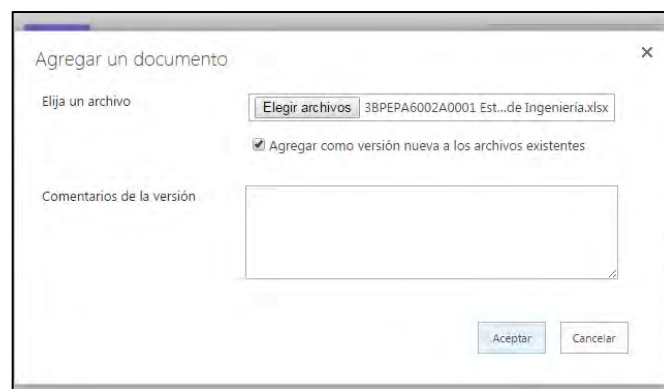 Agregar un documento
Elija un archivo
Elegir archivos 3BPEPA6002A0001 Est...de Ingeniería.xlsx
Agregar como versión nueva a los archivos existentes
Comentarios de la versión
Aceptar Cancelar